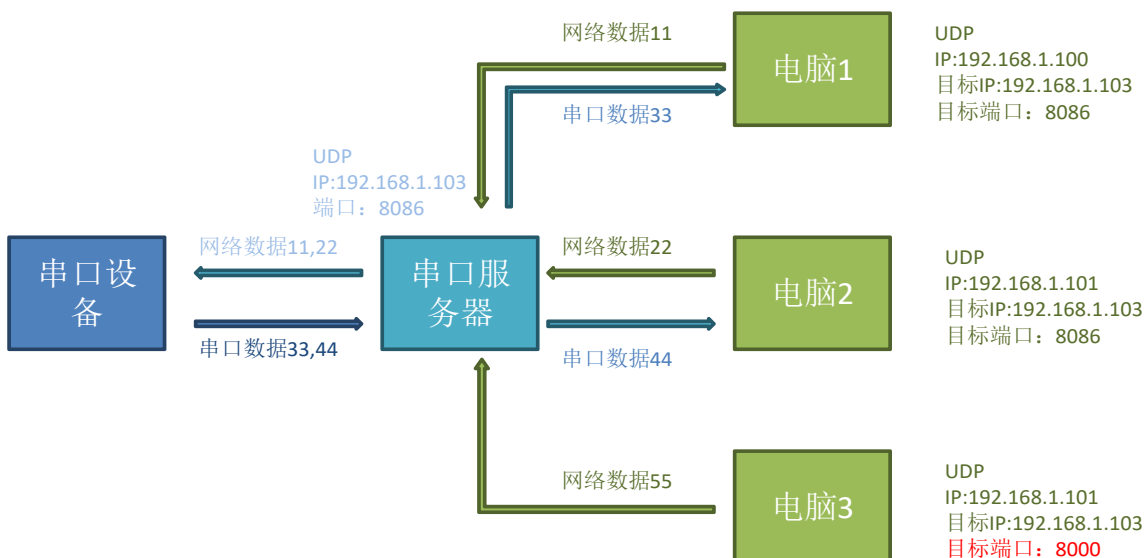 网络数据11
电脑1
UDP
IP:192.168.1.100
目标IP:192.168.1.103
目标端口：8086
串口数据33
UDP
IP:192.168.1.103
端口：8086
串口设
备
网络数据11,22
串口数据33,44
串口服
务器
网络数据22
串口数据44
电脑2
UDP
IP:192.168.1.101
目标IP:192.168.1.103
目标端口：8086
网络数据55
电脑3
UDP
IP:192.168.1.101
目标IP:192.168.1.103
目标端口：8000